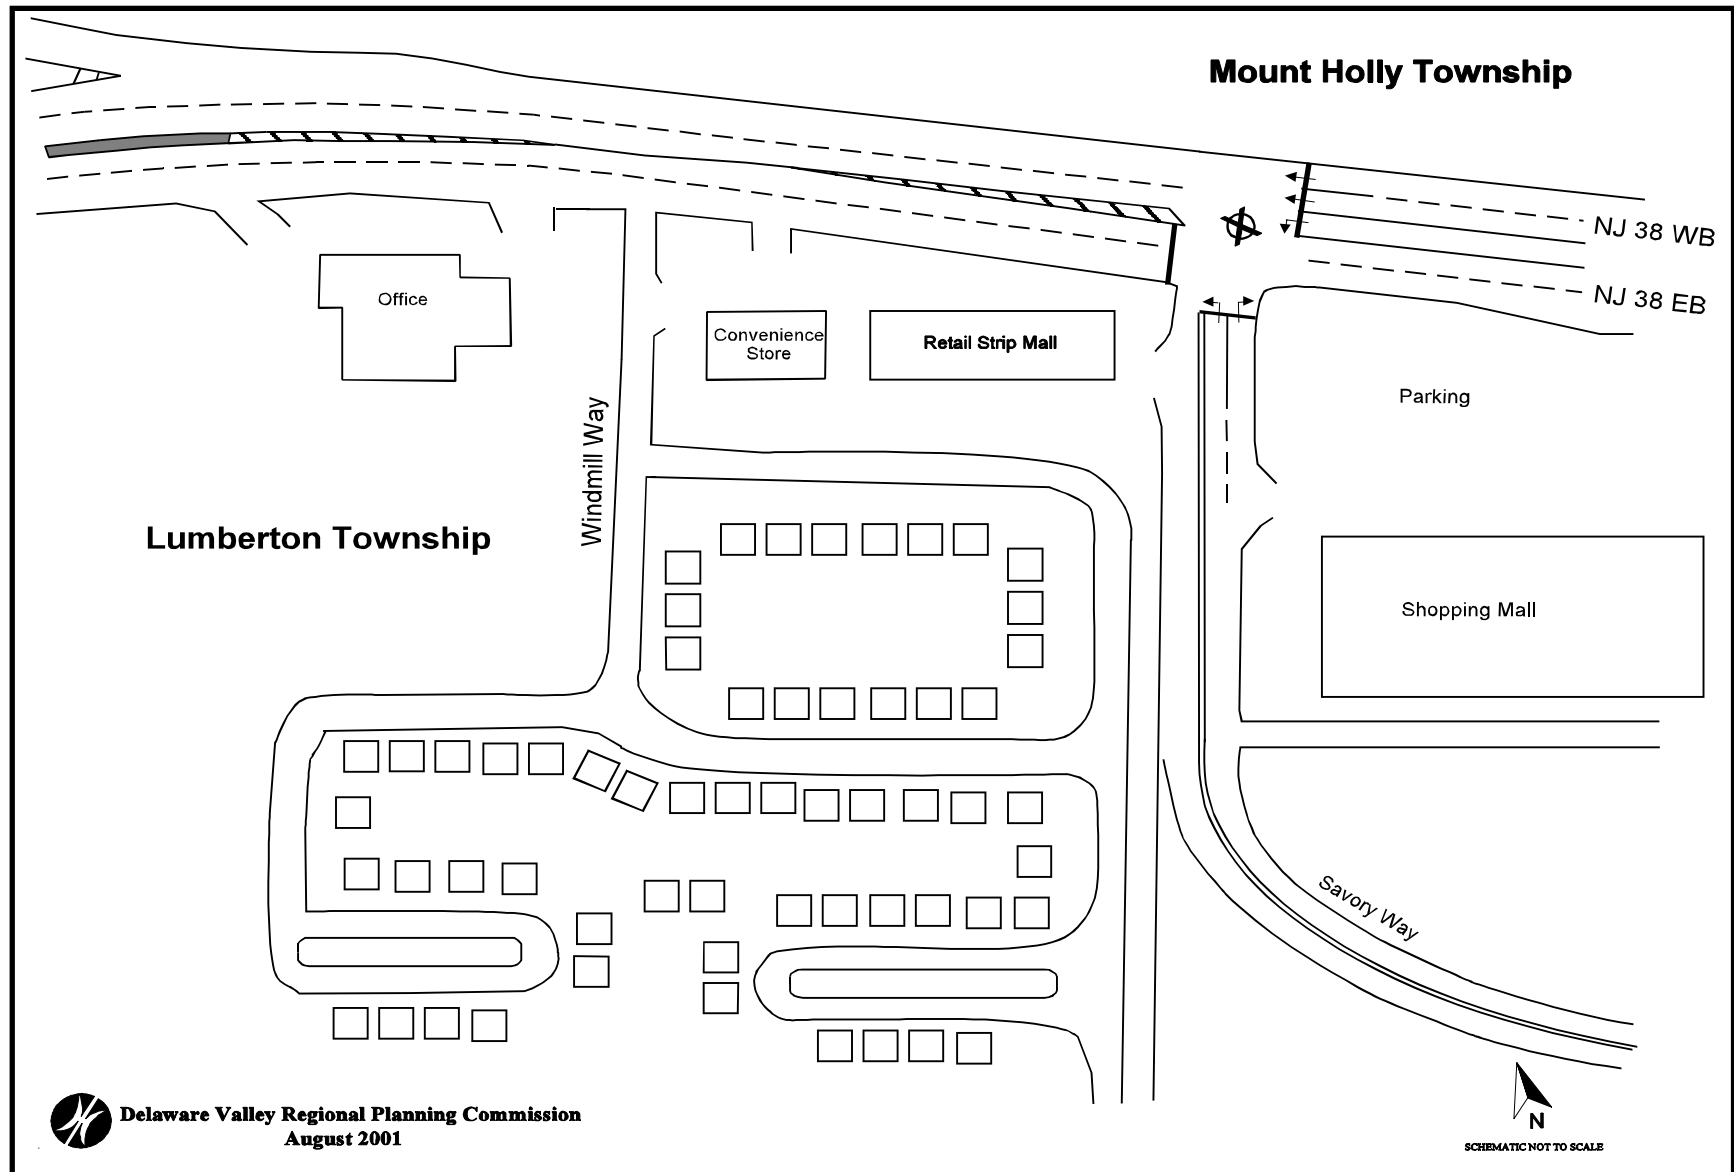 Mount Holly Township
NJ 38 WB
NJ 38 EB
Office
Convenience
Store
Retail Strip Mall
Parking
Windmill Way
Lumberton Township
Shopping Mall
Savory Way
Delaware Valley Regional Planning Commission
August 2001
N
SCHEMATIC NOT TO SCALE